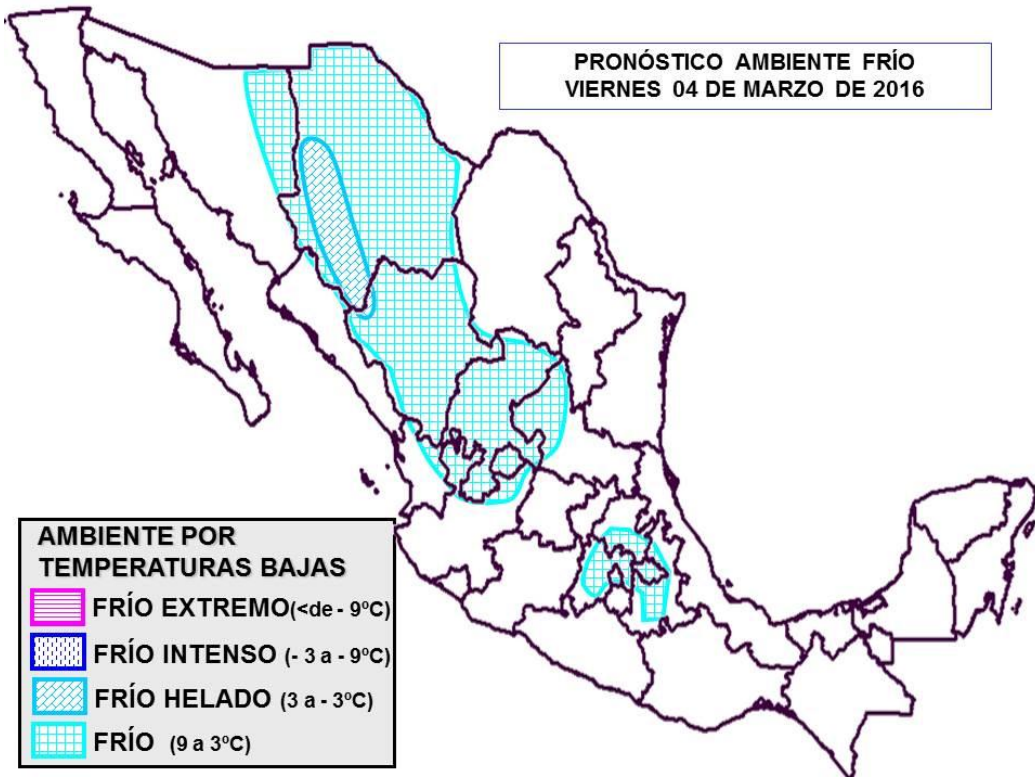 PRONÓSTICO AMBIENTE FRÍO
VIERNES 04 DE MARZO DE 2016
AMBIENTE POR
TEMPERATURAS BAJAS
FRÍO EXTREMO(<de - 9ºC)
FRÍO INTENSO (- 3 a - 9ºC)
FRÍO HELADO (3 a - 3ºC)
FRÍO (9 a 3ºC)